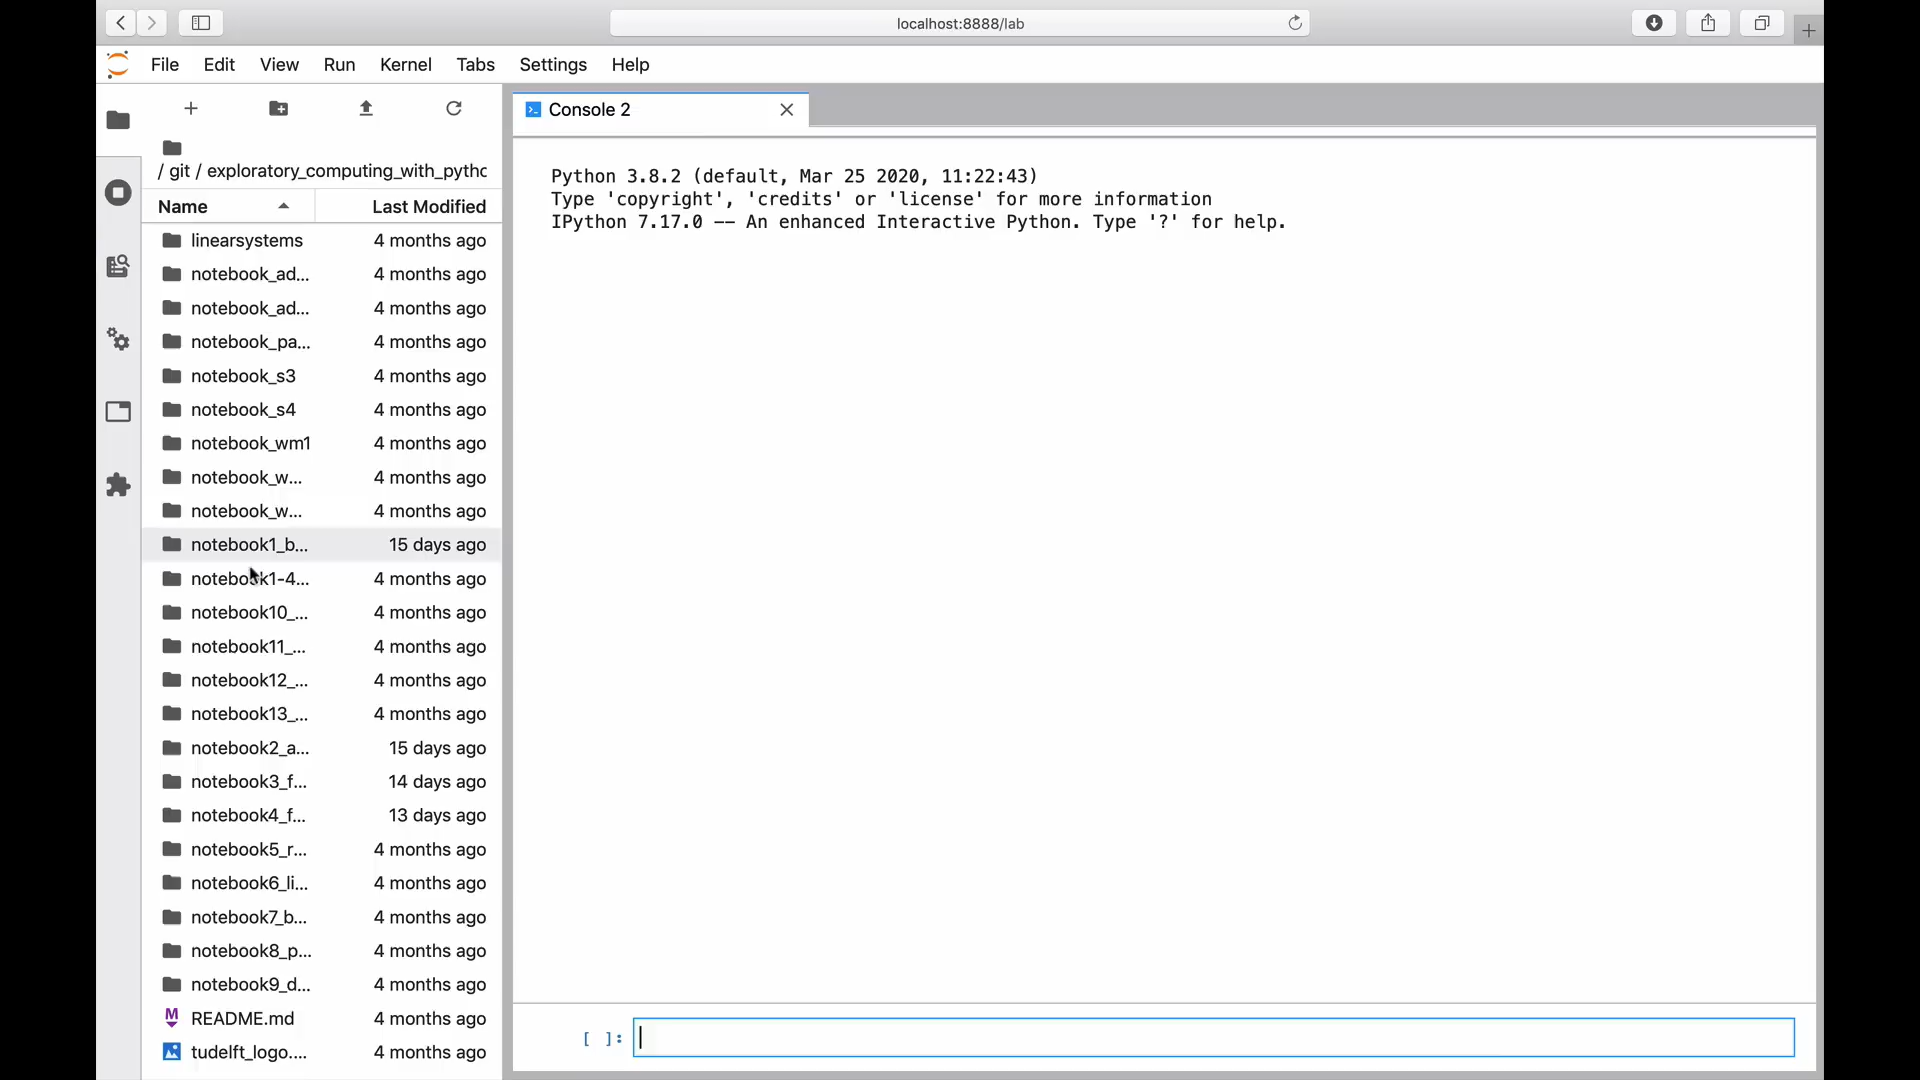 localhost:8888/lab
File Edit View Run Kernel Tabs Settings Help
Console 2
/ git / exploratory_computing_with_pythc
Name Last Modified
linearsystems 4 months ago
notebook_ad... 4 months ago
notebook_ad... 4 months ago
notebook_pa... 4 months ago
notebook_s3 4 months ago
notebook_s4 4 months ago
notebook_wm1 4 months ago
notebook_w... 4 months ago
notebook_w... 4 months ago
notebook1_b... 15 days ago
notebook1-4... 4 months ago
notebook10_... 4 months ago
notebook11_... 4 months ago
notebook12_... 4 months ago
notebook13_... 4 months ago
notebook2_a... 15 days ago
notebook3_f... 14 days ago
notebook4_f... 13 days ago
notebook5_r... 4 months ago
notebook6_li... 4 months ago
notebook7_b... 4 months ago
notebook8_p... 4 months ago
notebook9_d... 4 months ago
README.md 4 months ago
tudelft_logo.... 4 months ago
Python 3.8.2 (default, Mar 25 2020, 11:22:43)
Type 'copyright', 'credits' or 'license' for more information
IPython 7.17.0 -- An enhanced Interactive Python. Type '?' for help.
[ ]: